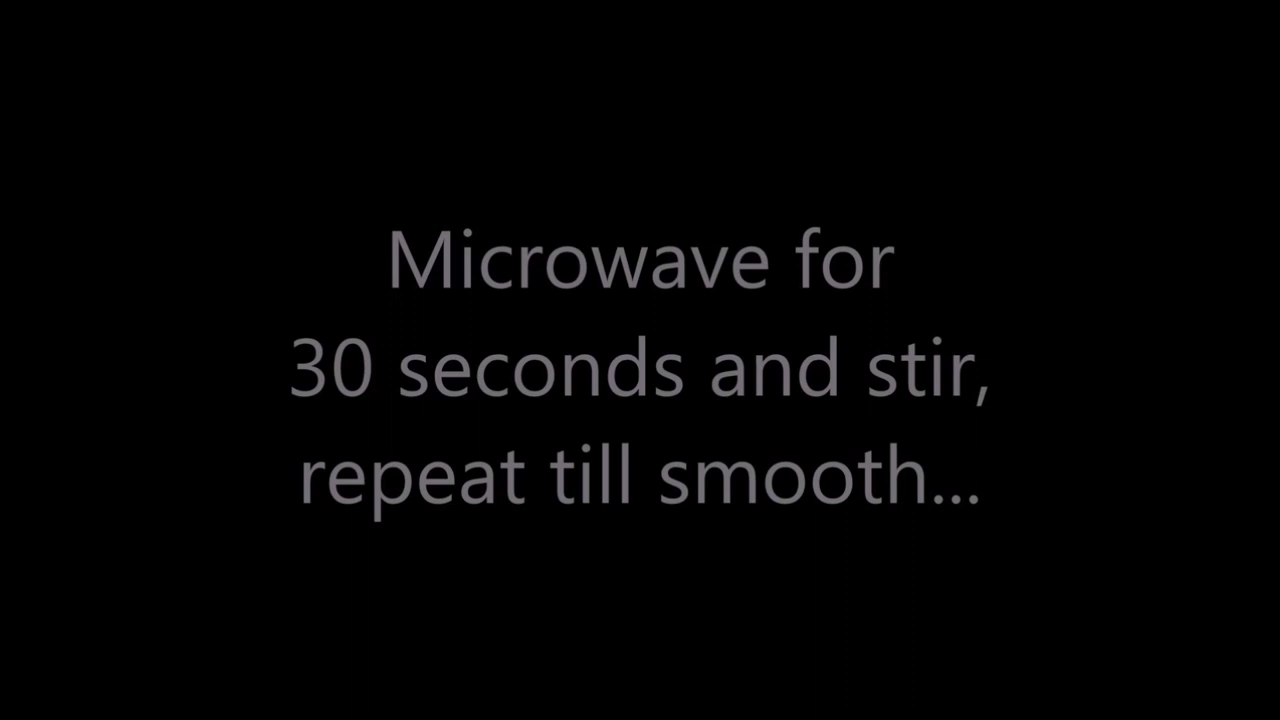 Microwave for
30 seconds and stir,
repeat till smooth...